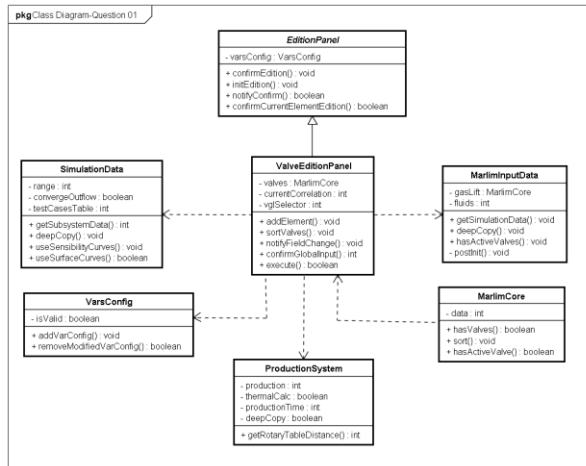 pkg Class Diagram-Question 01
EditionPanel
- varsConfig : VarsConfig
+ confirmEdition() : void
+ initEdition() : void
+ notifyConfirm() : boolean
+ confirmCurrentElementEdition() : boolean
SimulationData
- range : int
- convergeOutflow : boolean
- testCasesTable : int
+ getSubsystemData() : int
+ deepCopy() : void
+ useSensibilityCurves() : void
+ useSurfaceCurves() : boolean
ValveEditionPanel
- valves : MarlimCore
- currentCorrelation : int
- vglSelector : int
+ addElement() : void
+ sortValves() : void
+ notifyFieldChange() : void
+ confirmGlobalInput() : int
+ execute() : boolean
MarlimInputData
- gasLift : MarlimCore
- fluids : int
+ getSimulationData() : void
+ deepCopy() : void
+ hasActiveValves() : void
- postInit() : void
VarsConfig
- isValid : boolean
+ addVarConfig() : void
+ removeModifiedVarConfig() : boolean
MarlimCore
- data : int
+ hasValves() : boolean
+ sort() : void
+ hasActiveValve() : boolean
ProductionSystem
- production : int
- thermalCalc : boolean
- productionTime : int
- deepCopy : boolean
+ getRotaryTableDistance() : int